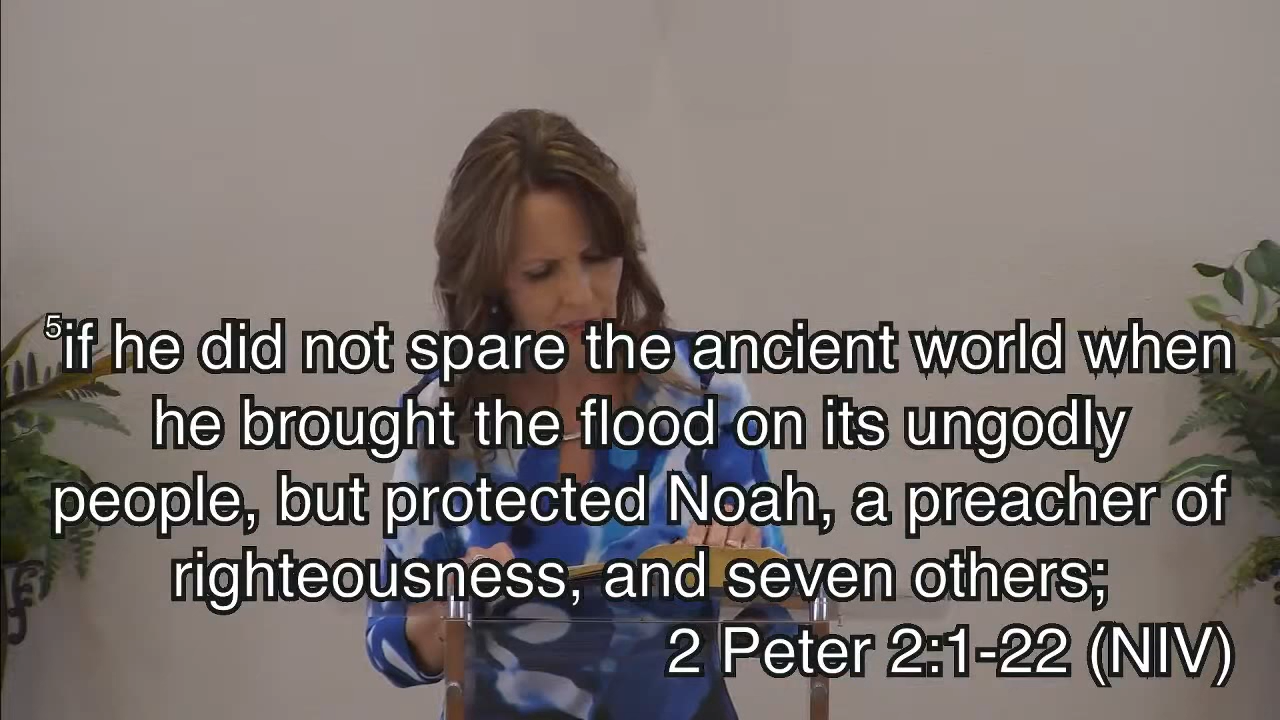 ⁵if he did not spare the ancient world when
he brought the flood on its ungodly
people, but protected Noah, a preacher of
righteousness, and seven others;
2 Peter 2:1-22 (NIV)